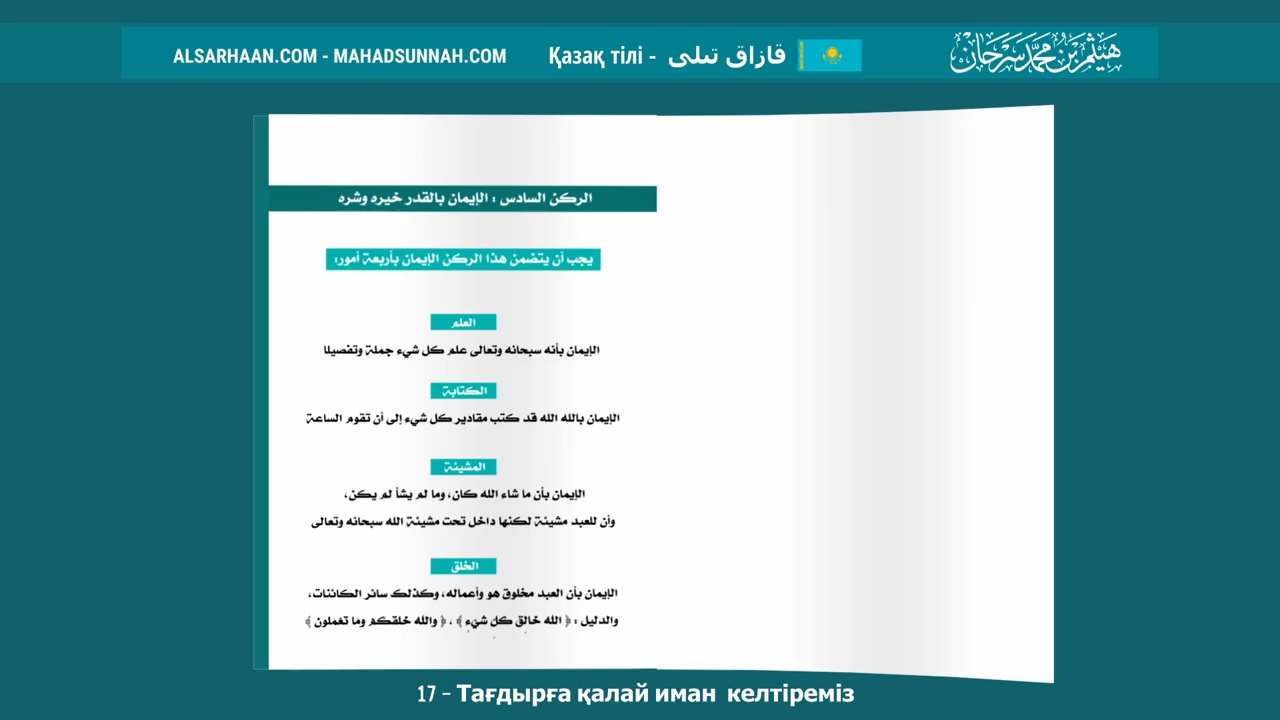 ALSARHAAN.COM - MAHADSUNNAH.COM
Қазақ тілі - قازاق تىلى
هيثم بن محمد سرحان
الركن السادس : الإيمان بالقدر خيره وشره
يجب أن يتضمن هذا الركن الإيمان بأربعة أمور:
العلم
الإيمان بأنه سبحانه وتعالى علم كل شيء جملة وتفصيلا
الكتابة
الإيمان بالله الله قد كتب مقادير كل شيء إلى أن تقوم الساعة
المشيئة
الإيمان بأن ما شاء الله كان، وما لم يشأ لم يكن،
وأن للعبد مشيئة لكنها داخل تحت مشيئة الله سبحانه وتعالى
الخلق
الإيمان بأن العبد مخلوق هو وأعماله، وكذلك سائر الكائنات،
والدليل : ﴿ الله خالق كل شيء ﴾ ، ﴿ والله خلقكم وما تعملون ﴾
17 - Тағдырға қалай иман келтіреміз